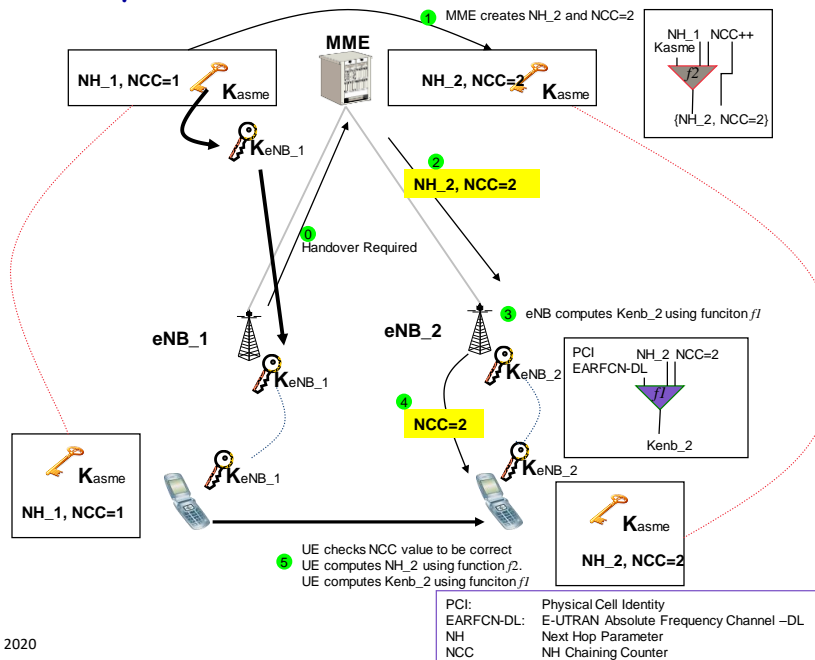 1 MME creates NH_2 and NCC=2
MME
NH_1, NCC=1
Kasme
NH_2, NCC=2
Kasme
NH_1 NCC++
Kasme
f2
{NH_2, NCC=2}
KeNB_1
2
NH_2, NCC=2
0
Handover Required
eNB_1
eNB_2
3 eNB computes Kenb_2 using funciton f1
KeNB_1
KeNB_2
PCI NH_2 NCC=2
EARFCN-DL
f1
Kenb_2
4
NCC=2
KeNB_1
KeNB_2
Kasme
NH_1, NCC=1
Kasme
NH_2, NCC=2
5 UE checks NCC value to be correct
UE computes NH_2 using function f2.
UE computes Kenb_2 using funciton f1
PCI: Physical Cell Identity
EARFCN-DL: E-UTRAN Absolute Frequency Channel –DL
NH Next Hop Parameter
NCC NH Chaining Counter
2020